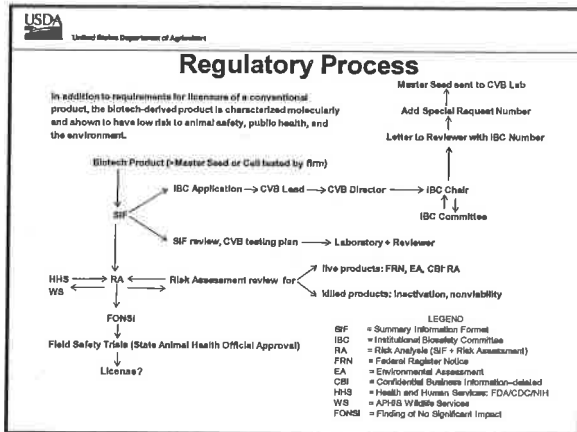 USDA
United States Department of Agriculture
Regulatory Process
In addition to requirements for licensure of a conventional
product, the biotech-derived product is characterized molecularly
and shown to have low risk to animal safety, public health, and
the environment.
Master Seed sent to CVB Lab
Add Special Request Number
Letter to Reviewer with IBC Number
Biotech Product (=Master Seed or Cell tested by firm)
IBC Application → CVB Lead → CVB Director → IBC Chair
SIF
IBC Committee
SIF review, CVB testing plan → Laboratory + Reviewer
HHS
WS
RA
Risk Assessment review for
live products: FRN, EA, CBI-RA
killed products: inactivation, nonviability
FONSI
Field Safety Trials (State Animal Health Official Approval)
License?
LEGEND
SIF = Summary Information Format
IBC = Institutional Biosafety Committee
RA = Risk Analysis (SIF + Risk Assessment)
FRN = Federal Register Notice
EA = Environmental Assessment
CBI = Confidential Business Information-deleted
HHS = Health and Human Services: FDA/CDC/NIH
WS = APHIS Wildlife Services
FONSI = Finding of No Significant Impact